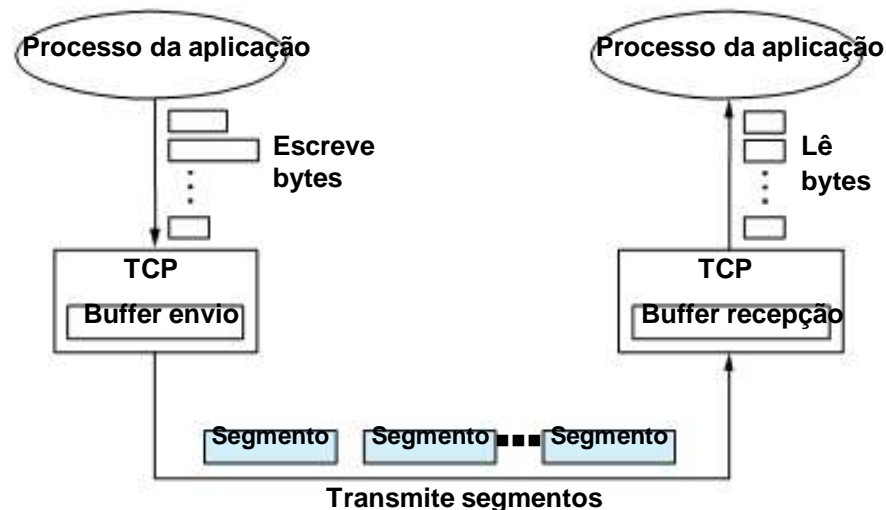 Processo da aplicação
Processo da aplicação
Escreve
bytes
Lê
bytes
TCP
Buffer envio
TCP
Buffer recepção
Segmento
Segmento
Segmento
Transmite segmentos